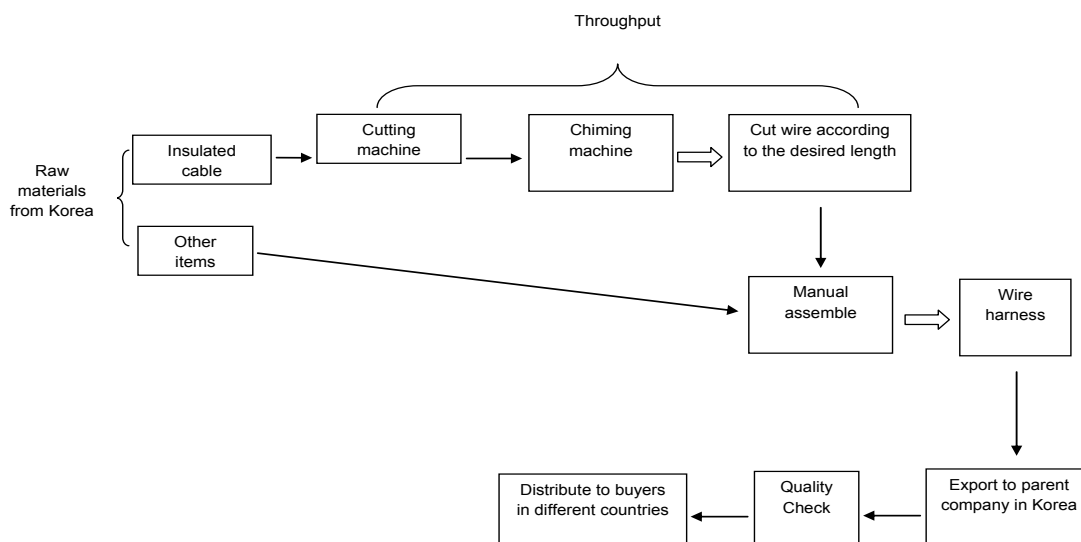 Throughput
Raw
materials
from Korea
Insulated
cable
Cutting
machine
Chiming
machine
Cut wire according
to the desired length
Other
items
Manual
assemble
Wire
harness
Export to parent
company in Korea
Quality
Check
Distribute to buyers
in different countries